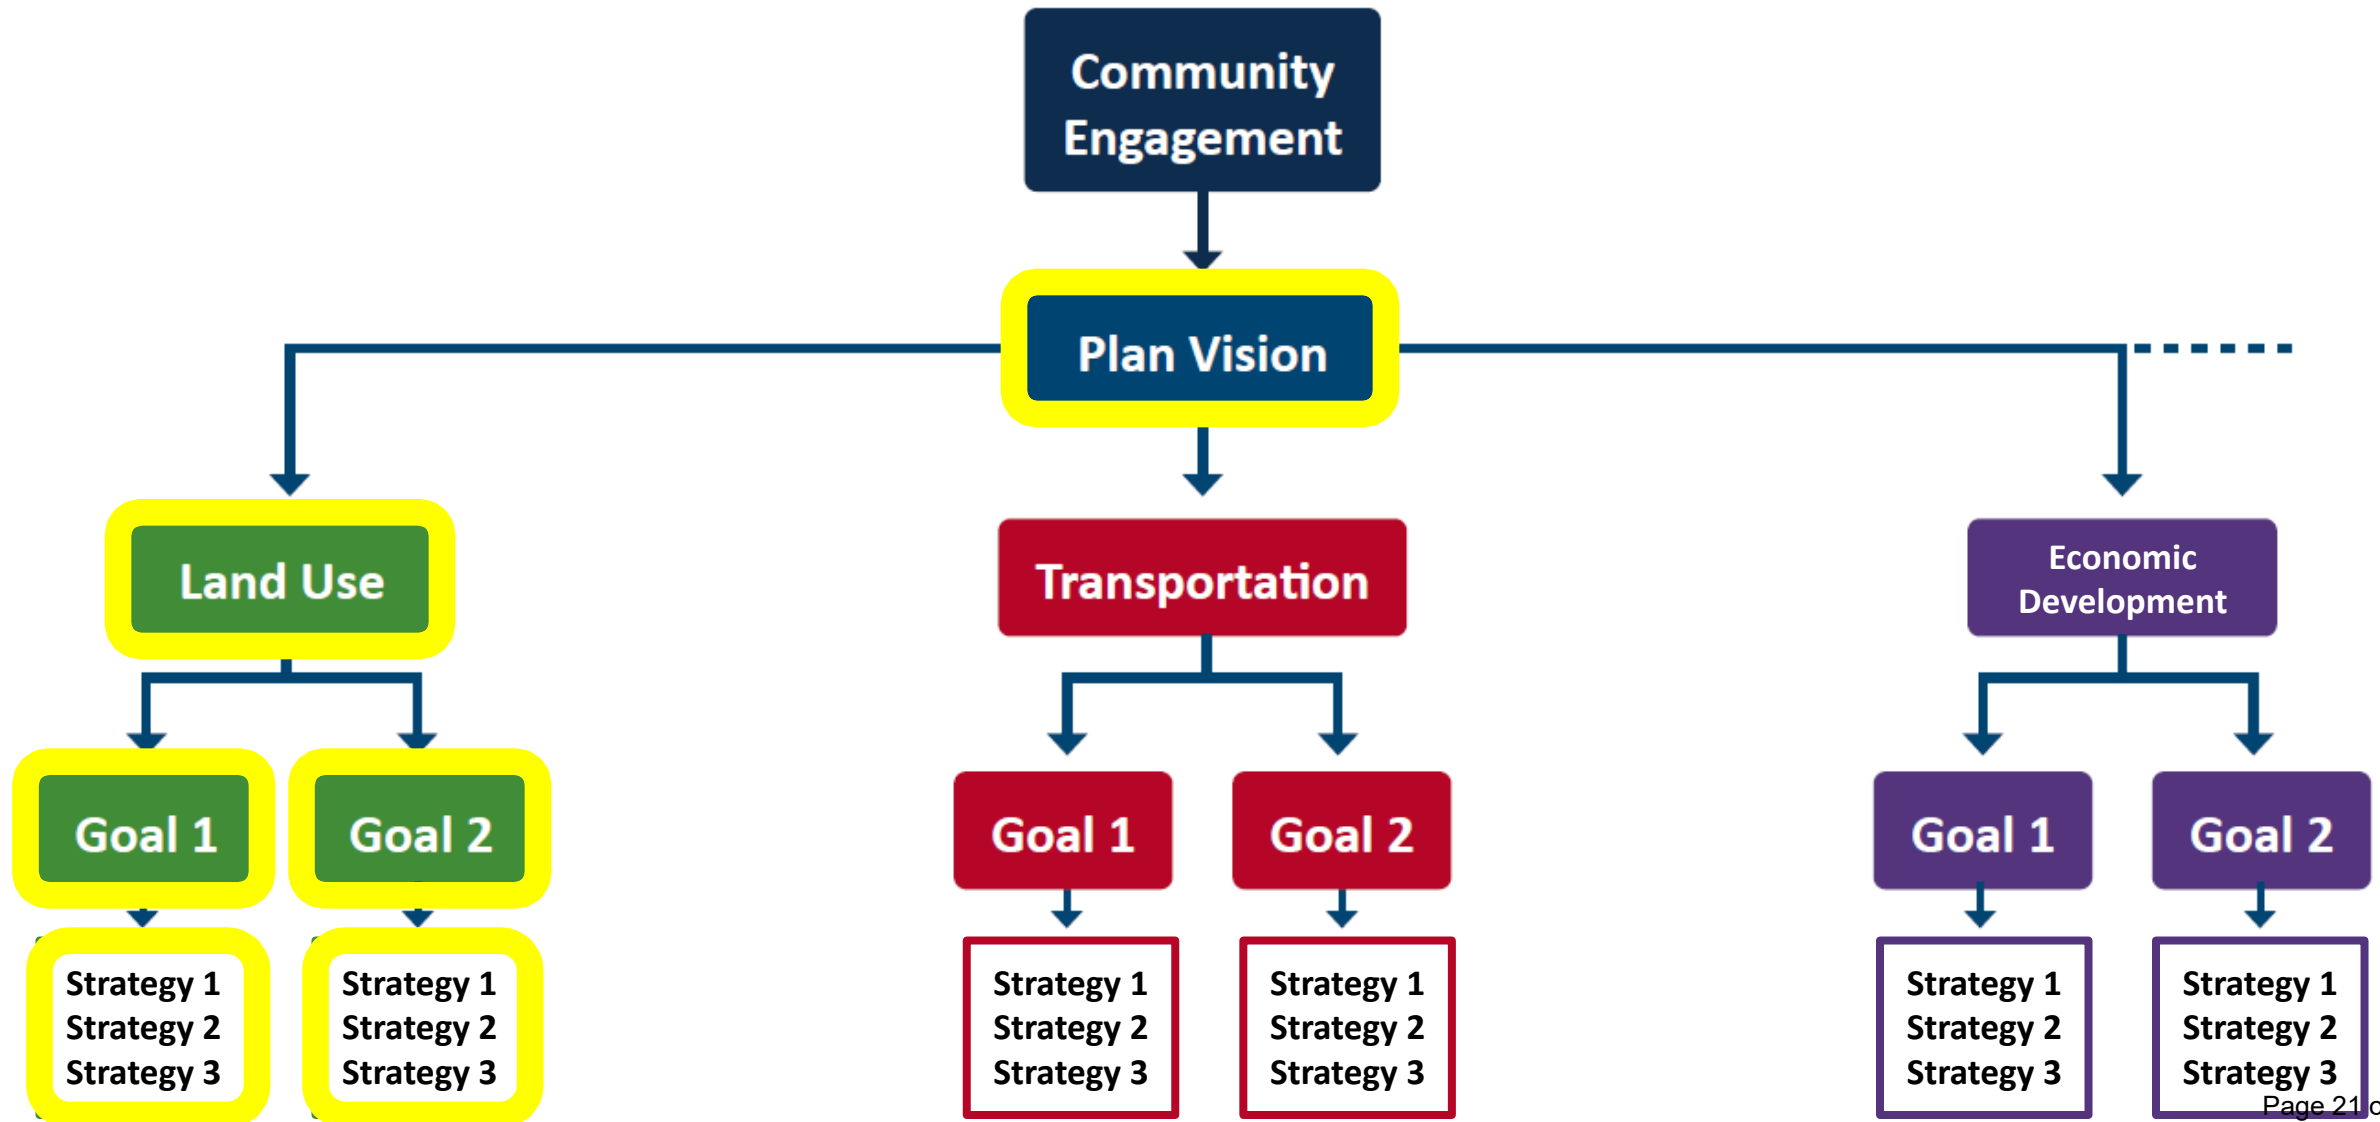 Community
Engagement
Plan Vision
Land Use
Transportation
Economic
Development
Goal 1
Goal 2
Goal 1
Goal 2
Goal 1
Goal 2
Strategy 1
Strategy 2
Strategy 3
Strategy 1
Strategy 2
Strategy 3
Strategy 1
Strategy 2
Strategy 3
Strategy 1
Strategy 2
Strategy 3
Strategy 1
Strategy 2
Strategy 3
Strategy 1
Strategy 2
Strategy 3
Page 21